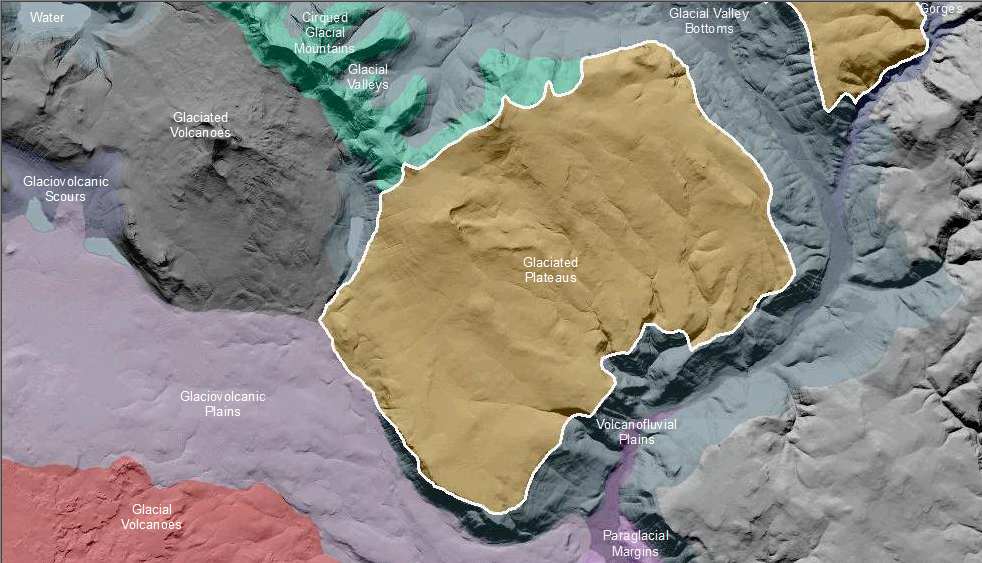 Water
Cirqued
Glacial
Mountains
Glacial Valley
Bottoms
Gorges
Glacial
Valleys
Glaciated
Volcanoes
Glaciovolcanic
Scours
Glaciated
Plateaus
Glaciovolcanic
Plains
Volcanofluvial
Plains
Glacial
Volcanoes
Paraglacial
Margins